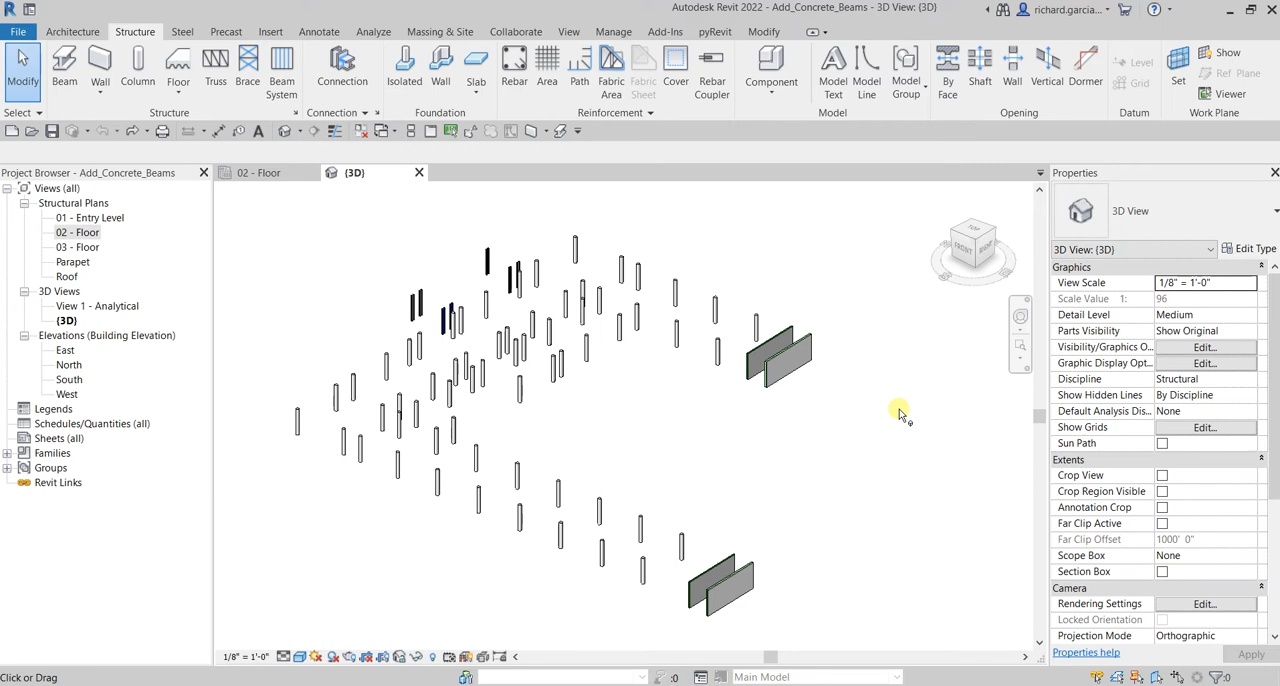 Autodesk Revit 2022 - Add_Concrete_Beams - 3D View: {3D}
richard.garcia...
File Architecture Structure Steel Precast Insert Annotate Analyze Massing & Site Collaborate View Manage Add-Ins pyRevit Modify
Modify Beam Wall Column Floor Truss Brace Beam System Connection Isolated Wall Slab Rebar Area Path Fabric Area Fabric Sheet Cover Rebar Coupler Component Model Text Model Line Model Group By Face Shaft Wall Vertical Dormer Level Grid Set Show Ref Plane Viewer
Select Structure Connection Foundation Reinforcement Model Opening Datum Work Plane
Project Browser - Add_Concrete_Beams
Views (all)
Structural Plans
01 - Entry Level
02 - Floor
03 - Floor
Parapet
Roof
3D Views
View 1 - Analytical
{3D}
Elevations (Building Elevation)
East
North
South
West
Legends
Schedules/Quantities (all)
Sheets (all)
Families
Groups
Revit Links
02 - Floor
{3D}
TOP
FRONT
RIGHT
Properties
3D View
3D View: {3D} Edit Type
Graphics
View Scale 1/8" = 1'-0"
Scale Value 1: 96
Detail Level Medium
Parts Visibility Show Original
Visibility/Graphics O... Edit...
Graphic Display Opt... Edit...
Discipline Structural
Show Hidden Lines By Discipline
Default Analysis Dis... None
Show Grids Edit...
Sun Path
Extents
Crop View
Crop Region Visible
Annotation Crop
Far Clip Active
Far Clip Offset 1000' 0"
Scope Box None
Section Box
Camera
Rendering Settings Edit...
Locked Orientation
Projection Mode Orthographic
Properties help Apply
1/8" = 1'-0"
Click or Drag
:0
Main Model
:0